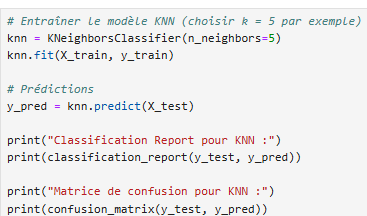 # Entraîner le modèle KNN (choisir k = 5 par exemple)
knn = KNeighborsClassifier(n_neighbors=5)
knn.fit(X_train, y_train)
# Prédictions
y_pred = knn.predict(X_test)
print("Classification Report pour KNN :")
print(classification_report(y_test, y_pred))
print("Matrice de confusion pour KNN :")
print(confusion_matrix(y_test, y_pred))